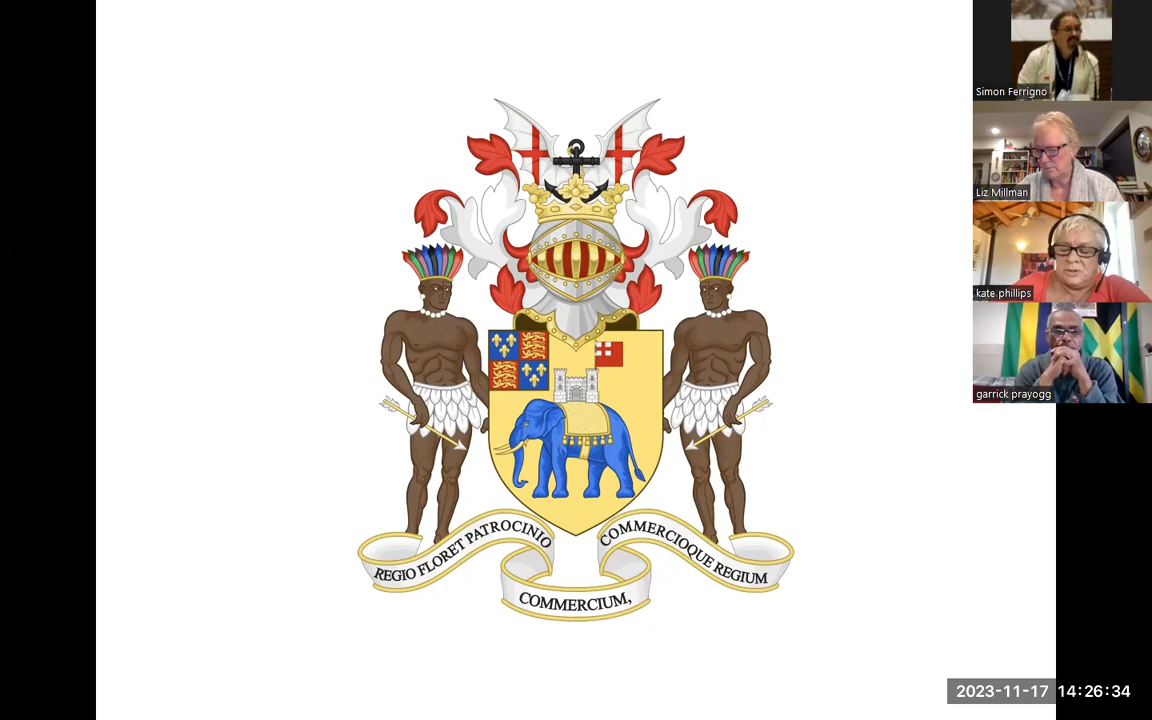 REGIO FLORET PATROCINIO
COMMERCIUM,
COMMERCIOQUE REGIUM
Simon Ferrigno
Liz Millman
kate phillips
garrick prayogg
2023-11-17 14:26:34